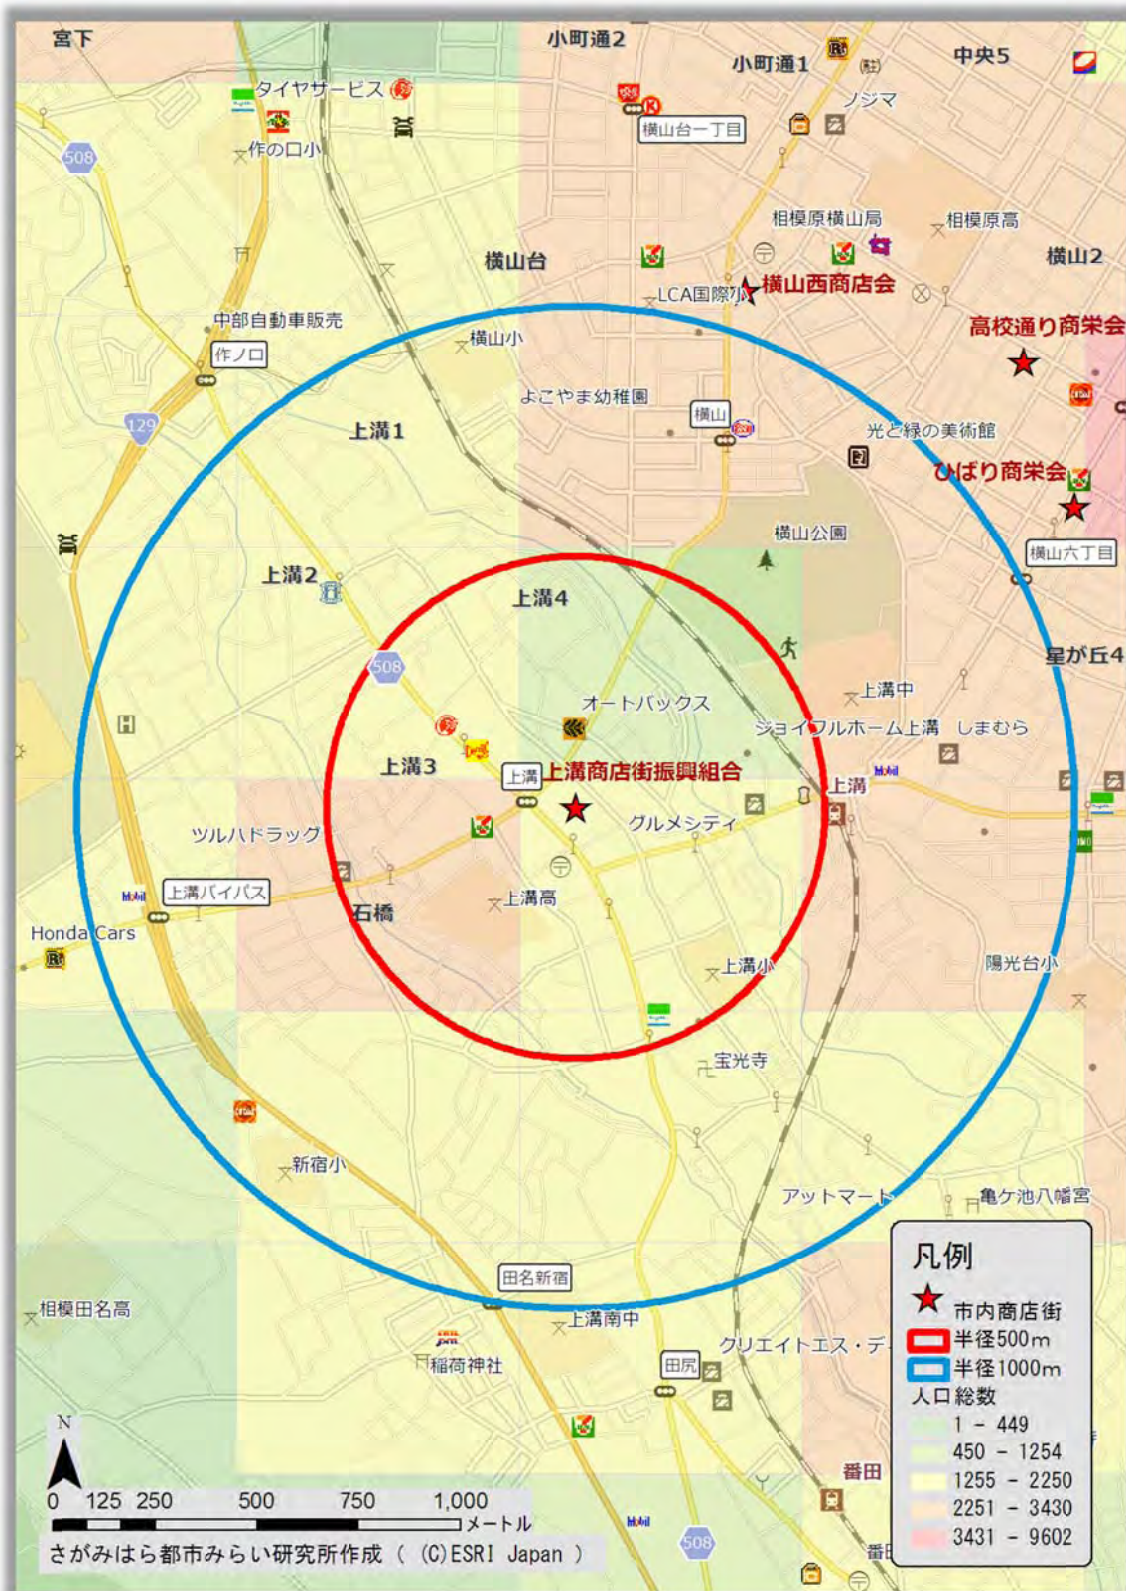 宮下
小町通2
小町通1
中央5
タイヤサービス
ノジマ
508
横山台一丁目
作の口小
相模原横山局
相模原高
横山台
横山2
横山西商店会
LCA国際小
中部自動車販売
高校通り商栄会
横山小
作ノ口
よこやま幼稚園
横山
129
上溝1
光と緑の美術館
ひばり商栄会
横山公園
横山六丁目
上溝2
上溝4
508
星が丘4
上溝中
オートバックス
ジョイフルホーム上溝 しまむら
上溝3
上溝
上溝商店街振興組合
Mobil
上溝
ツルハドラッグ
グルメシティ
Mobil
上溝バイパス
上溝高
石橋
Honda Cars
上溝小
陽光台小
宝光寺
新宿小
アットマート
亀ケ池八幡宮
田名新宿
相模田名高
上溝南中
クリエイトエス・デ
稲荷神社
田尻
番田
Mobil
508
凡例
市内商店街
半径500m
半径1000m
人口総数
1 - 449
450 - 1254
1255 - 2250
2251 - 3430
3431 - 9602
N
0 125 250 500 750 1,000
メートル
さがみはら都市みらい研究所作成 ( (C)ESRI Japan )